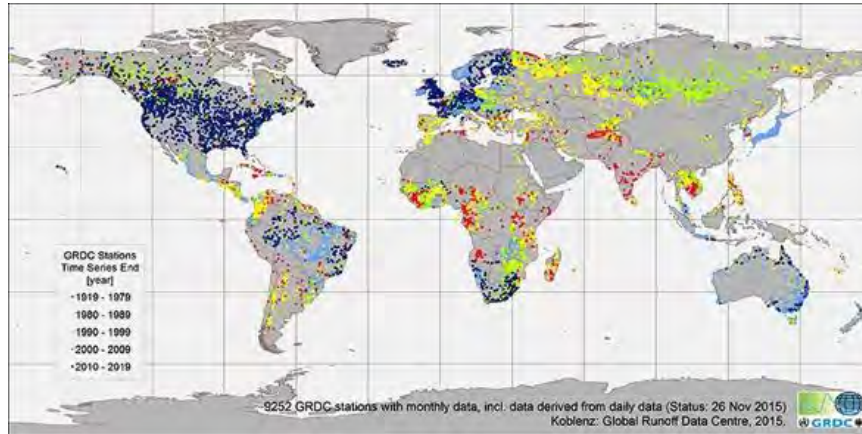 GRDC Stations
Time Series End
[year]
•1919 - 1979
•1980 - 1989
•1990 - 1999
•2000 - 2009
•2010 - 2019
9252 GRDC stations with monthly data, incl. data derived from daily data (Status: 26 Nov 2015)
Koblenz: Global Runoff Data Centre, 2015.
GRDC